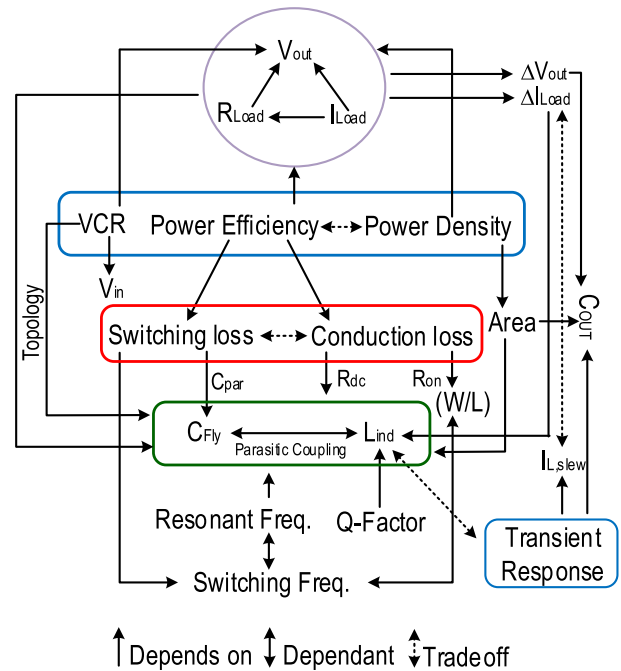 Vout
ΔVout
RLoad
ILoad
ΔILoad
VCR
Power Efficiency
Power Density
Vin
Topology
Switching loss
Conduction loss
Area
COUT
Cpar
Rdc
Ron
(W/L)
CFly
Lind
Parasitic Coupling
IL,slew
Resonant Freq.
Q-Factor
Transient
Response
Switching Freq.
Depends on
Dependant
Tradeoff